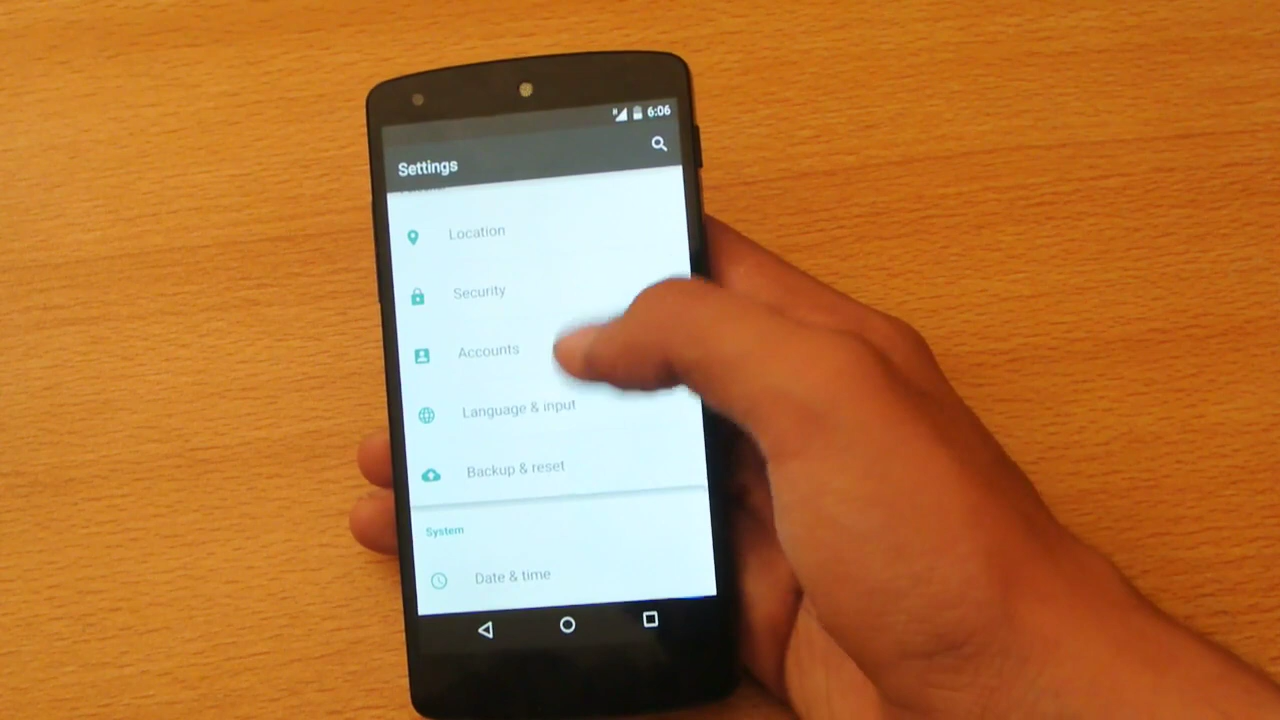 6:06
Settings
Location
Security
Accounts
Language & input
Backup & reset
System
Date & time